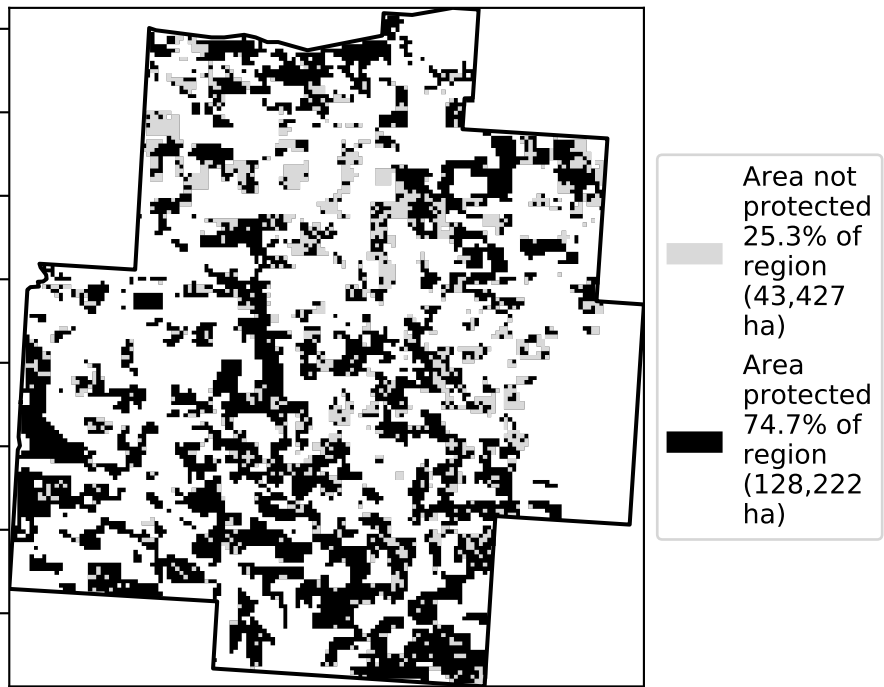 Area not
protected
25.3% of
region
(43,427
ha)
Area
protected
74.7% of
region
(128,222
ha)